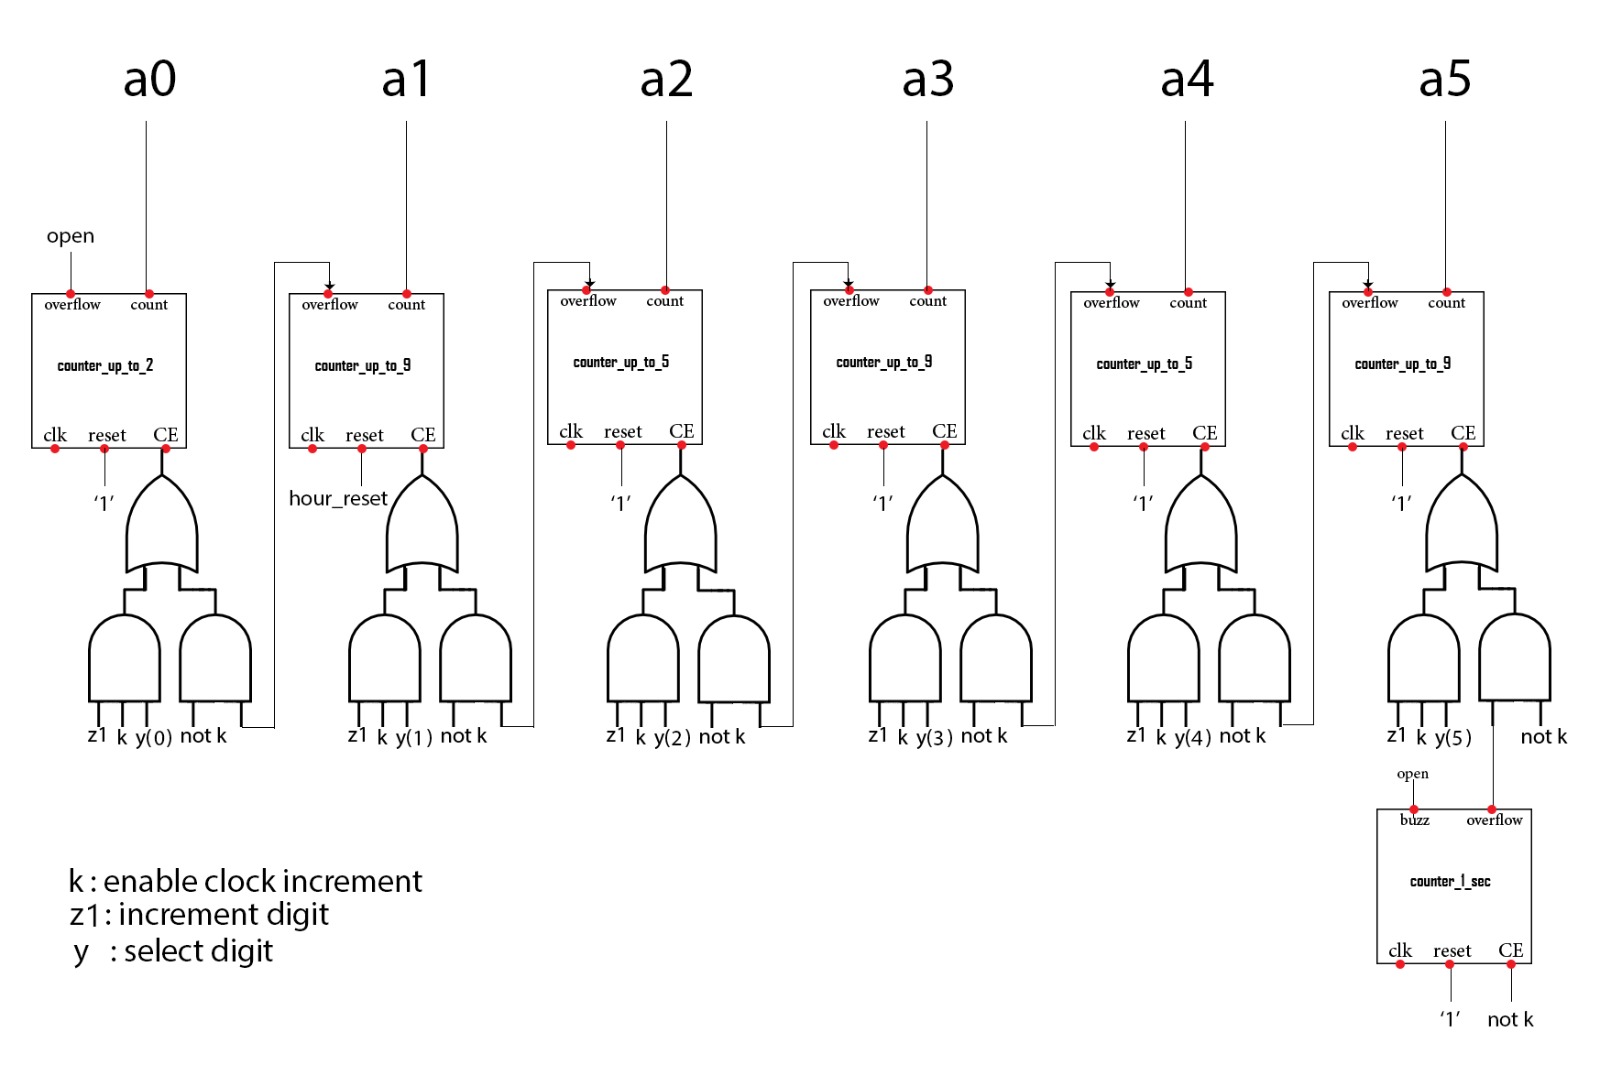 a0 a1 a2 a3 a4 a5
open
overflow count overflow count overflow count overflow count overflow count overflow count
counter_up_to_2 counter_up_to_9 counter_up_to_5 counter_up_to_9 counter_up_to_5 counter_up_to_9
clk reset CE clk reset CE clk reset CE clk reset CE clk reset CE clk reset CE
‘1’ hour_reset ‘1’ ‘1’ ‘1’ ‘1’
z1 k y(0) not k z1 k y(1) not k z1 k y(2) not k z1 k y(3) not k z1 k y(4) not k z1 k y(5) not k
open
buzz overflow
counter_1_sec
clk reset CE
‘1’ not k
k : enable clock increment
z1 : increment digit
y : select digit